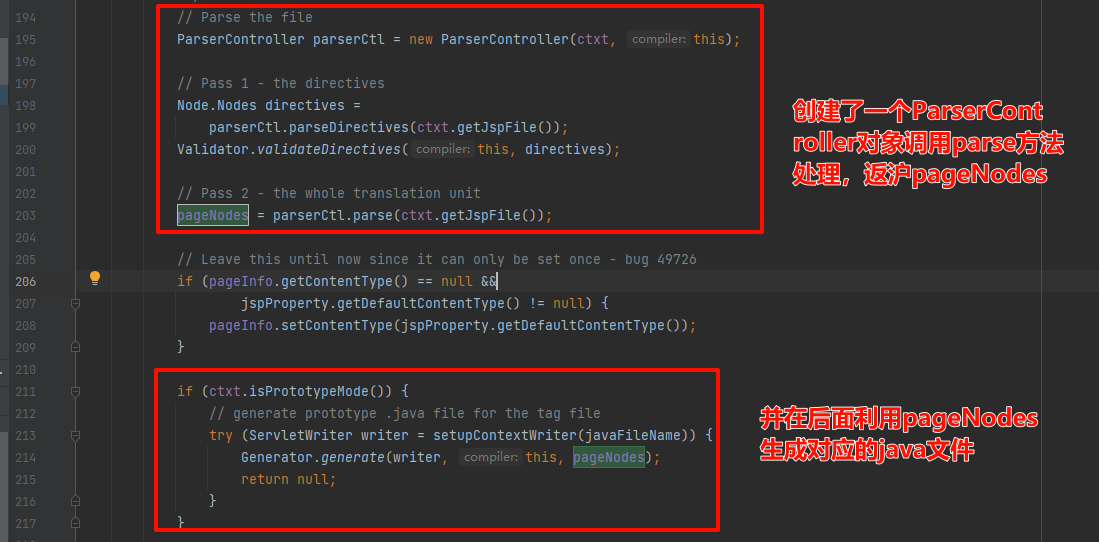 194
// Parse the file
195
ParserController parserCtl = new ParserController(ctxt, compiler: this);
196
197
// Pass 1 - the directives
198
Node.Nodes directives =
199
parserCtl.parseDirectives(ctxt.getJspFile());
200
Validator.validateDirectives( compiler: this, directives);
201
202
// Pass 2 - the whole translation unit
203
pageNodes = parserCtl.parse(ctxt.getJspFile());
204
205
// Leave this until now since it can only be set once - bug 49726
206
if (pageInfo.getContentType() == null &&
207
jspProperty.getDefaultContentType() != null) {
208
pageInfo.setContentType(jspProperty.getDefaultContentType());
209
}
210
211
if (ctxt.isPrototypeMode()) {
212
// generate prototype .java file for the tag file
213
try (ServletWriter writer = setupContextWriter(javaFileName)) {
214
Generator.generate(writer, compiler: this, pageNodes);
215
return null;
216
}
217
}
创建了一个ParserCont
roller对象调用parse方法
处理，返沪pageNodes
并在后面利用pageNodes
生成对应的java文件